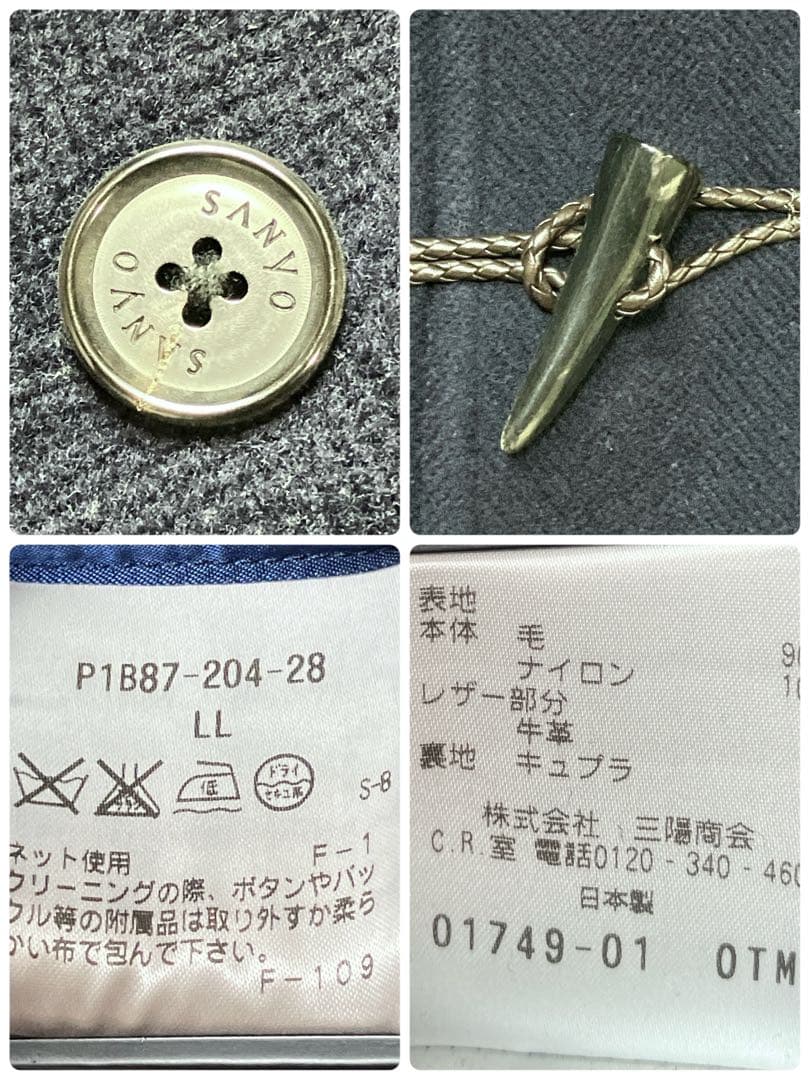 SANYO
SANYO
P1B87-204-28
LL
低
ドライ
セキユ系
S-8
ネット使用
F-1
クリーニングの際、ボタンやバッ
クル等の附属品は取り外すか柔ら
かい布で包んで下さい。
F-109
表地
本体 毛
ナイロン
レザー部分
牛革
裏地 キュプラ
株式会社 三陽商会
C.R.室 電話0120-340-460
日本製
01749-01 OTM